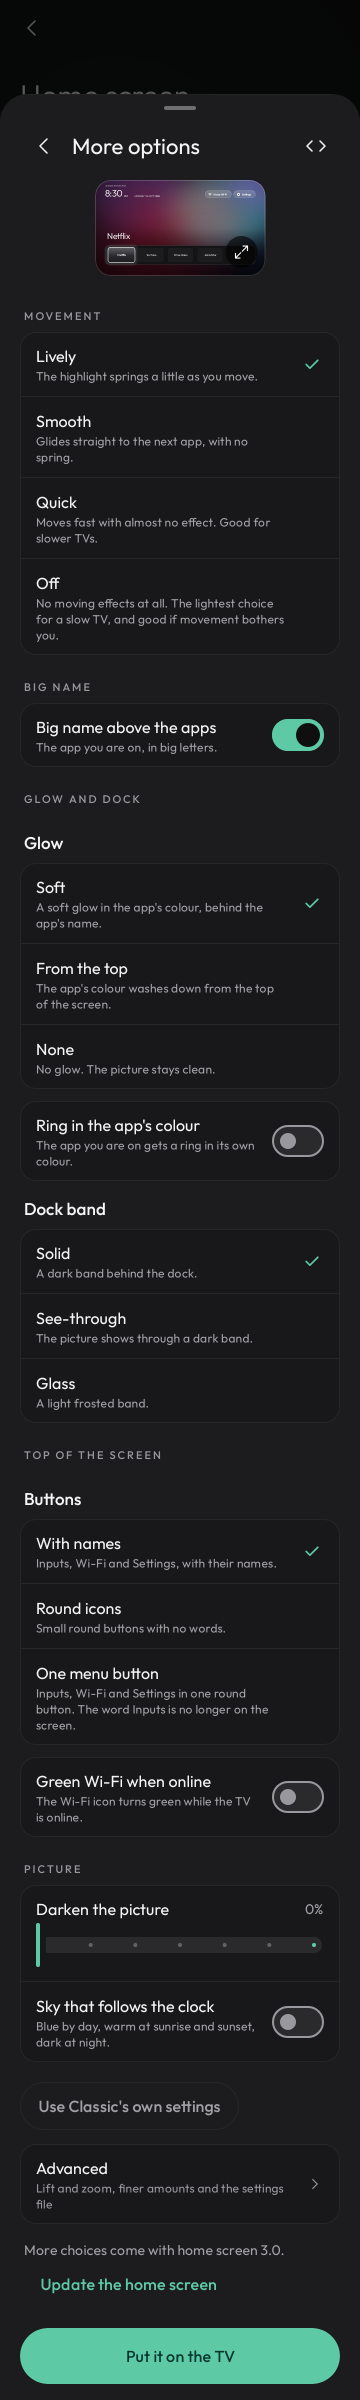 Home screen
More options
8:30
Netflix
MOVEMENT
Lively
The highlight springs a little as you move.
Smooth
Glides straight to the next app, with no
spring.
Quick
Moves fast with almost no effect. Good for
slower TVs.
Off
No moving effects at all. The lightest choice
for a slow TV, and good if movement bothers
you.
BIG NAME
Big name above the apps
The app you are on, in big letters.
GLOW AND DOCK
Glow
Soft
A soft glow in the app's colour, behind the
app's name.
From the top
The app's colour washes down from the top
of the screen.
None
No glow. The picture stays clean.
Ring in the app's colour
The app you are on gets a ring in its own
colour.
Dock band
Solid
A dark band behind the dock.
See-through
The picture shows through a dark band.
Glass
A light frosted band.
TOP OF THE SCREEN
Buttons
With names
Inputs, Wi-Fi and Settings, with their names.
Round icons
Small round buttons with no words.
One menu button
Inputs, Wi-Fi and Settings in one round
button. The word Inputs is no longer on the
screen.
Green Wi-Fi when online
The Wi-Fi icon turns green while the TV
is online.
PICTURE
Darken the picture 0%
Sky that follows the clock
Blue by day, warm at sunrise and sunset,
dark at night.
Use Classic's own settings
Advanced
Lift and zoom, finer amounts and the settings
file
More choices come with home screen 3.0.
Update the home screen
Put it on the TV